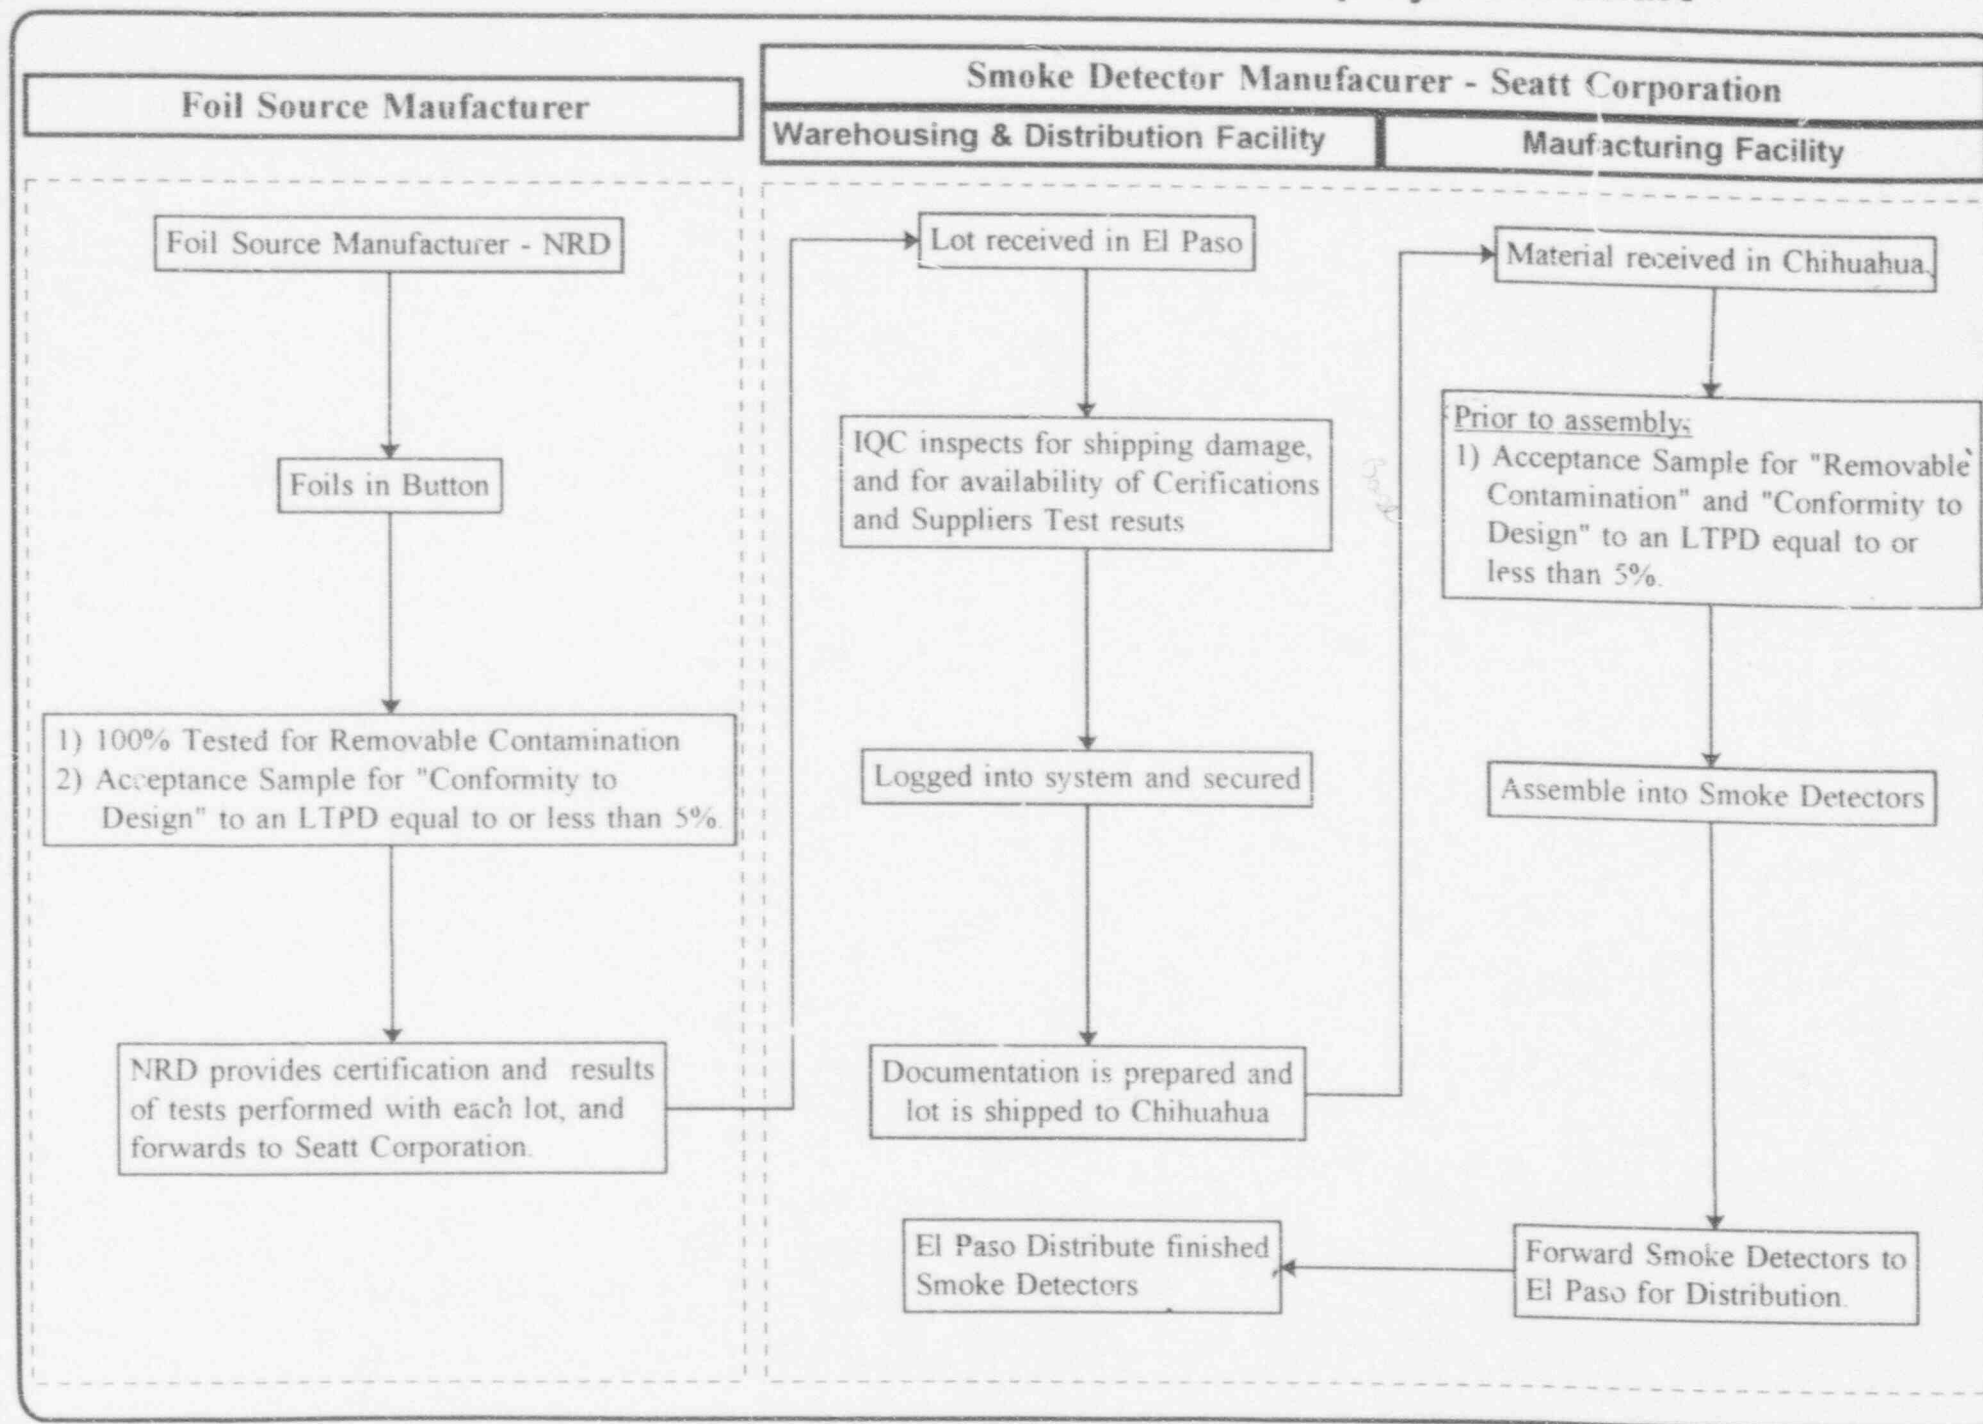 Foil Source Maufacturer
Smoke Detector Manufacurer - Seatt Corporation
Warehousing & Distribution Facility
Maufacturing Facility
Foil Source Manufacturer - NRD
Foils in Button
1) 100% Tested for Removable Contamination
2) Acceptance Sample for "Conformity to
Design" to an LTPD equal to or less than 5%.
NRD provides certification and results
of tests performed with each lot, and
forwards to Seatt Corporation.
Lot received in El Paso
IQC inspects for shipping damage,
and for availability of Cerifications
and Suppliers Test resuts
Logged into system and secured
Documentation is prepared and
lot is shipped to Chihuahua
El Paso Distribute finished
Smoke Detectors
Material received in Chihuahua.
Prior to assembly:
1) Acceptance Sample for "Removable
Contamination" and "Conformity to
Design" to an LTPD equal to or
less than 5%.
Assemble into Smoke Detectors
Forward Smoke Detectors to
El Paso for Distribution.